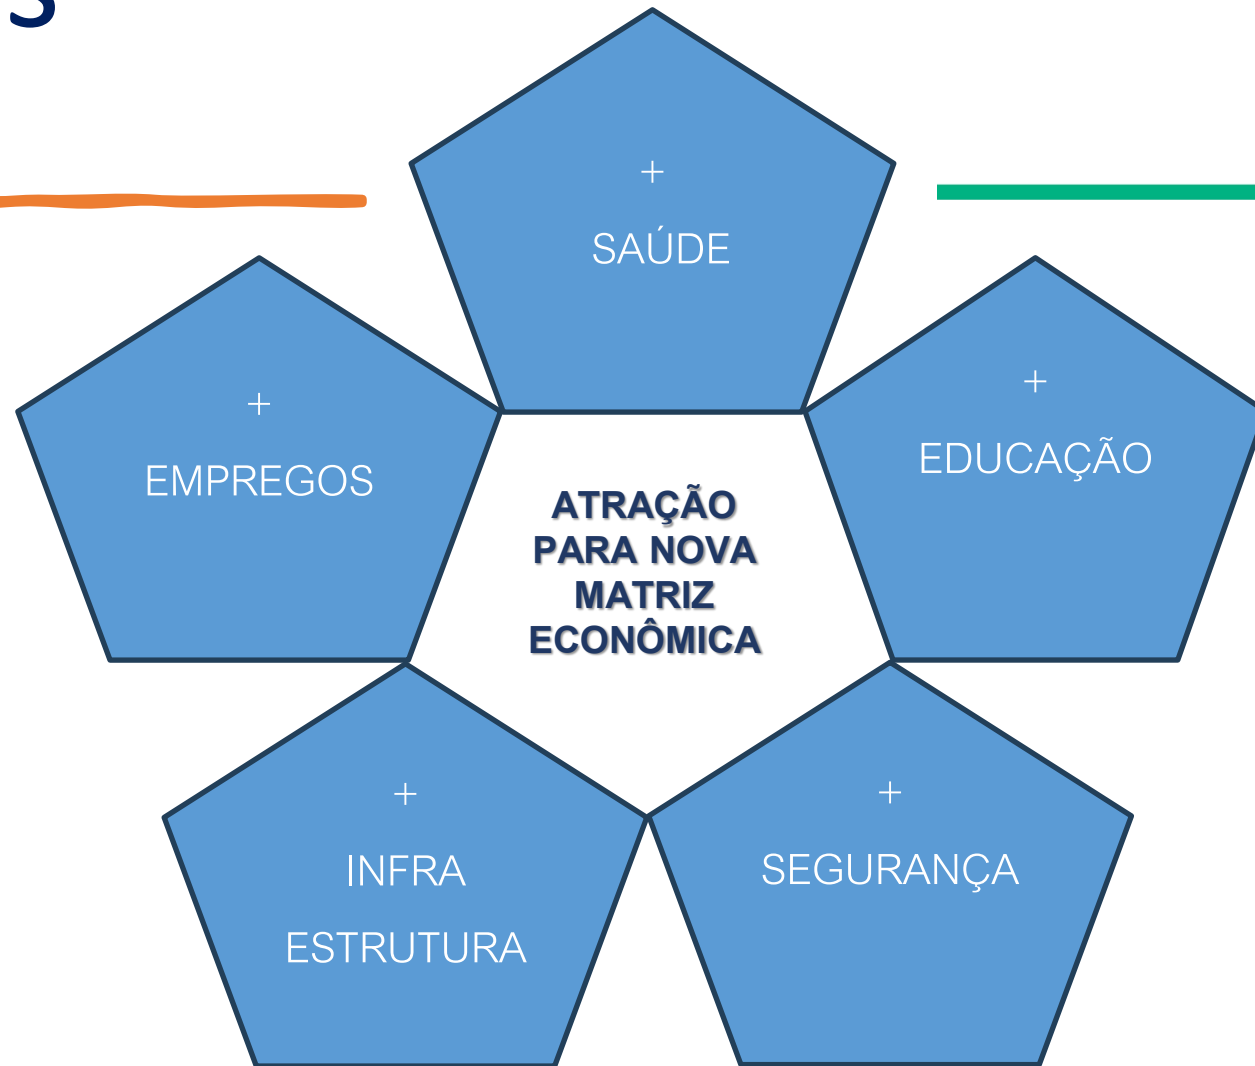 s
+
SAÚDE
+
EDUCAÇÃO
+
EMPREGOS
ATRAÇÃO
PARA NOVA
MATRIZ
ECONÔMICA
+
INFRA
ESTRUTURA
+
SEGURANÇA